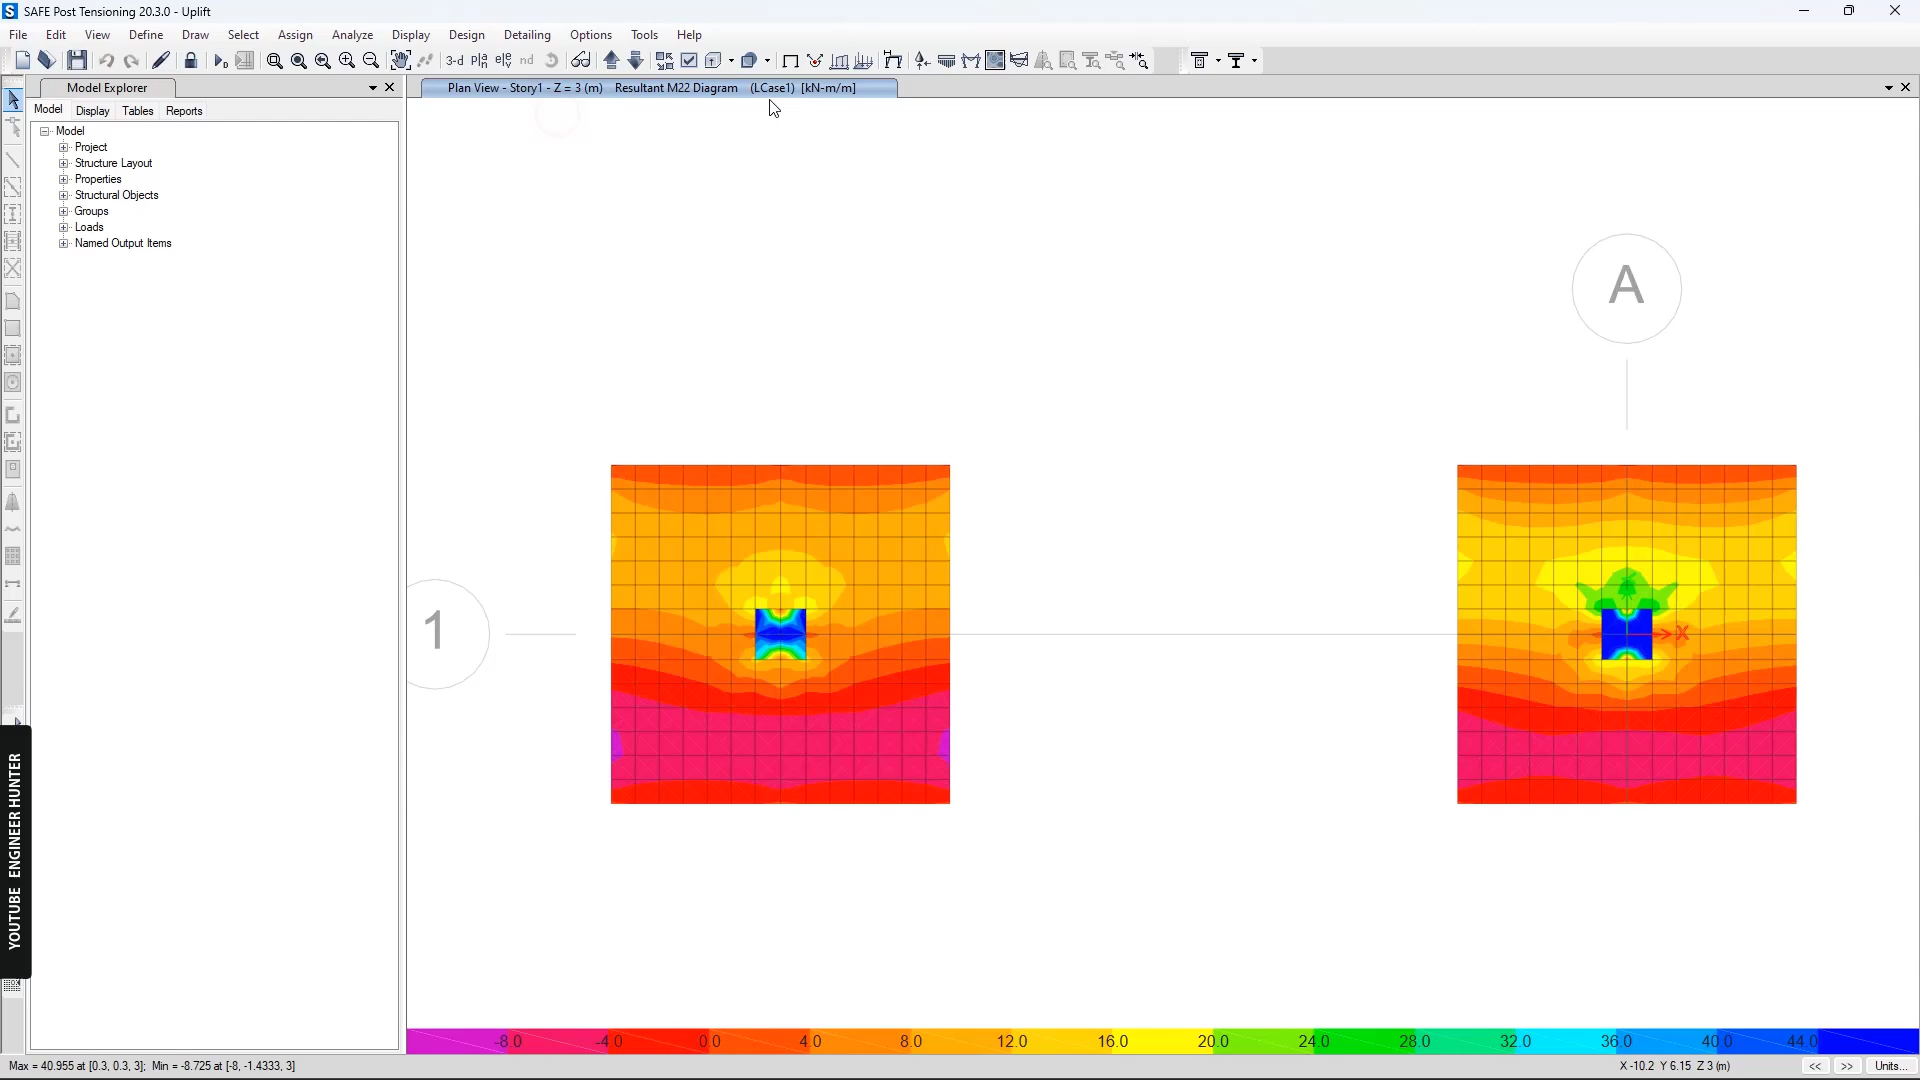 SAFE Post Tensioning 20.3.0 - Uplift
File Edit View Define Draw Select Assign Analyze Display Design Detailing Options Tools Help
3-d pla ele nd
Model Explorer
Plan View - Story1 - Z = 3 (m) Resultant M22 Diagram (LCase1) [kN-m/m]
Model Display Tables Reports
Model
Project
Structure Layout
Properties
Structural Objects
Groups
Loads
Named Output Items
A
1
X
YOUTUBE ENGINEER HUNTER
-8.0 -4.0 0.0 4.0 8.0 12.0 16.0 20.0 24.0 28.0 32.0 36.0 40.0 44.0
Max = 40.955 at [0.3, 0.3, 3]; Min = -8.725 at [-8, -1.4333, 3]
X -10.2 Y 6.15 Z 3 (m)
<< >> Units...